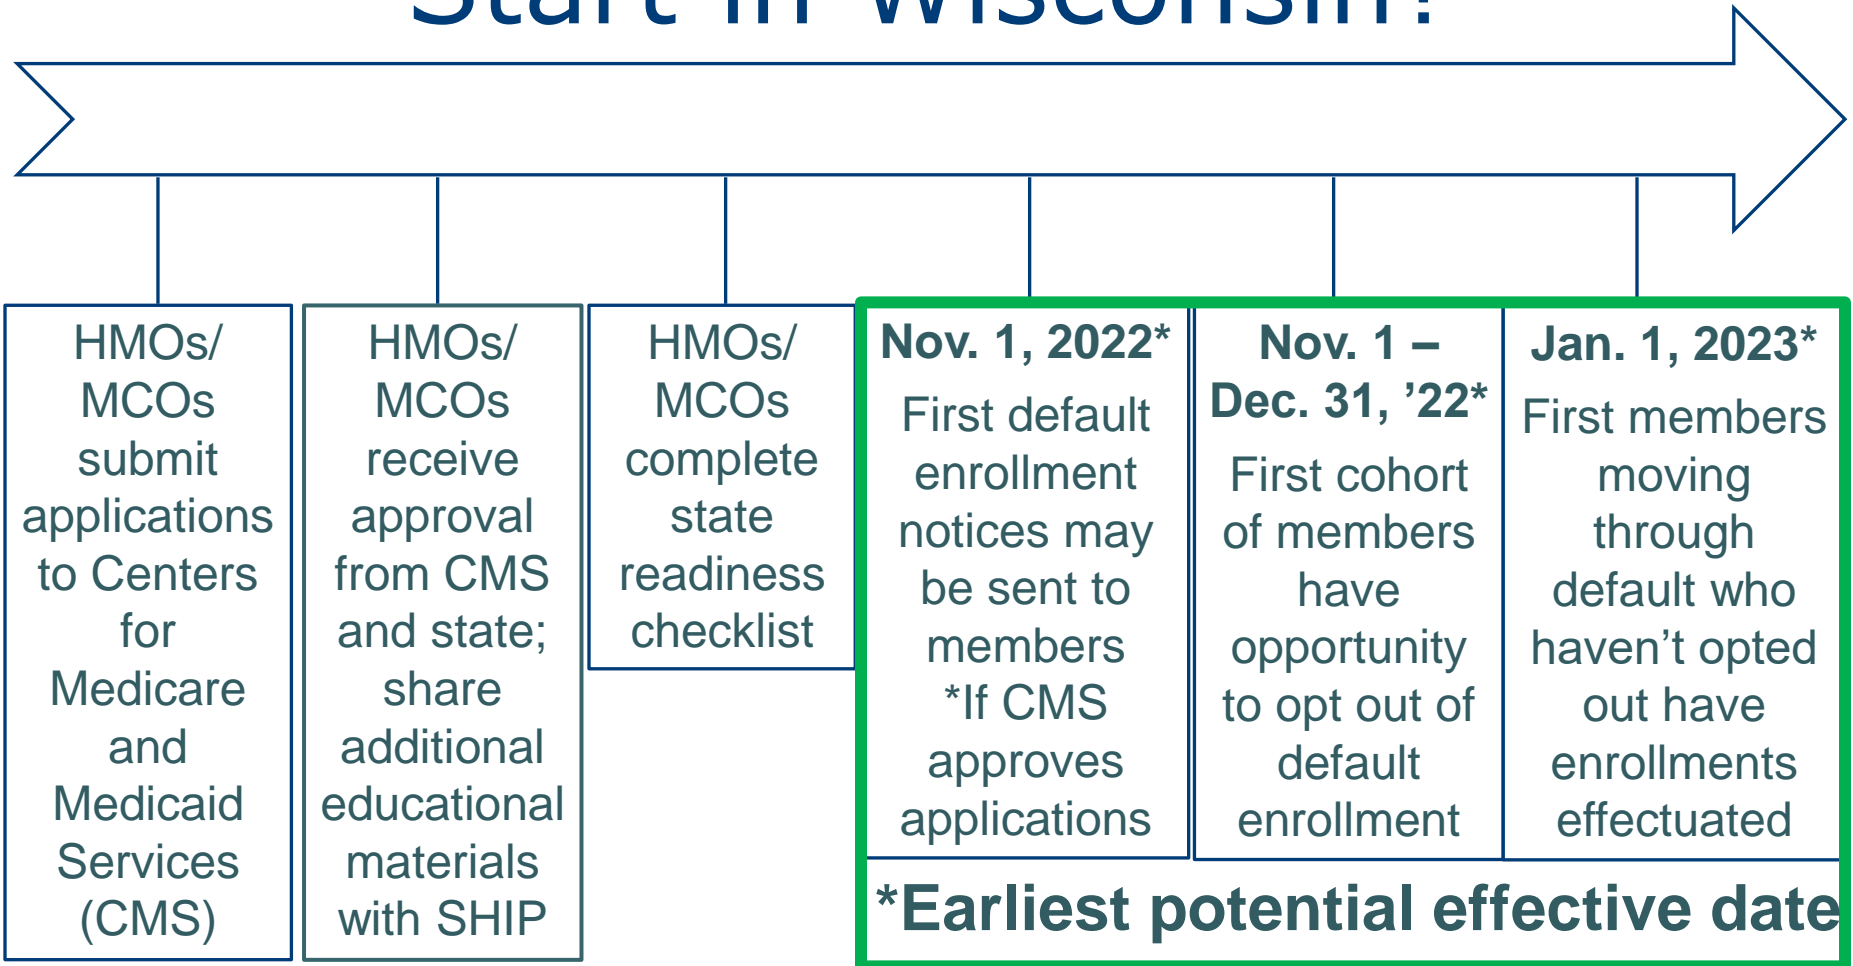 Start in Wisconsin?
HMOs/
MCOs
submit
applications
to Centers
for
Medicare
and
Medicaid
Services
(CMS)
HMOs/
MCOs
receive
approval
from CMS
and state;
share
additional
educational
materials
with SHIP
HMOs/
MCOs
complete
state
readiness
checklist
Nov. 1, 2022*
First default
enrollment
notices may
be sent to
members
*If CMS
approves
applications
Nov. 1 –
Dec. 31, ’22*
First cohort
of members
have
opportunity
to opt out of
default
enrollment
Jan. 1, 2023*
First members
moving
through
default who
haven’t opted
out have
enrollments
effectuated
*Earliest potential effective date